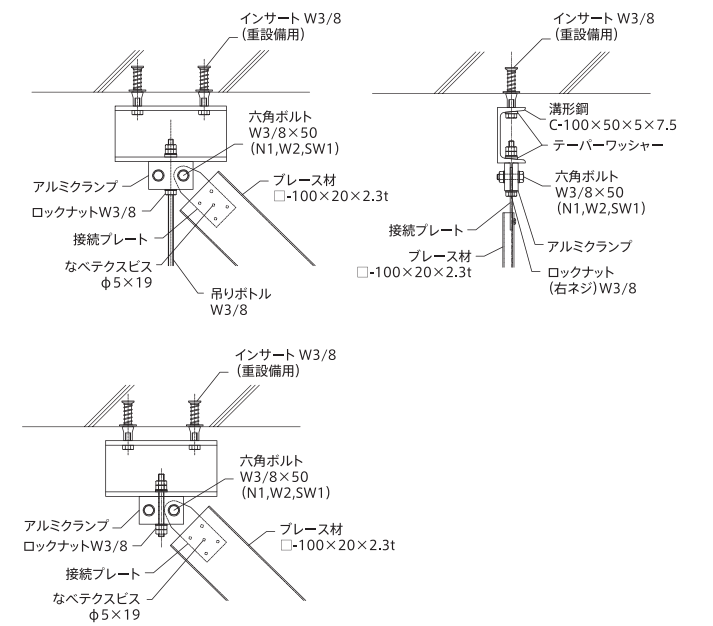 インサート W3/8
(重設備用)
六角ボルト
W3/8×50
(N1,W2,SW1)
アルミクランプ
ロックナットW3/8
ブレース材
□-100×20×2.3t
接続プレート
なべテクスビス
φ5×19
吊りボトル
W3/8
インサート W3/8
(重設備用)
溝形鋼
C-100×50×5×7.5
テーパーワッシャー
六角ボルト
W3/8×50
(N1,W2,SW1)
接続プレート
アルミクランプ
ブレース材
□-100×20×2.3t
ロックナット
(右ネジ)W3/8
インサート W3/8
(重設備用)
六角ボルト
W3/8×50
(N1,W2,SW1)
アルミクランプ
ロックナットW3/8
ブレース材
□-100×20×2.3t
接続プレート
なべテクスビス
φ5×19